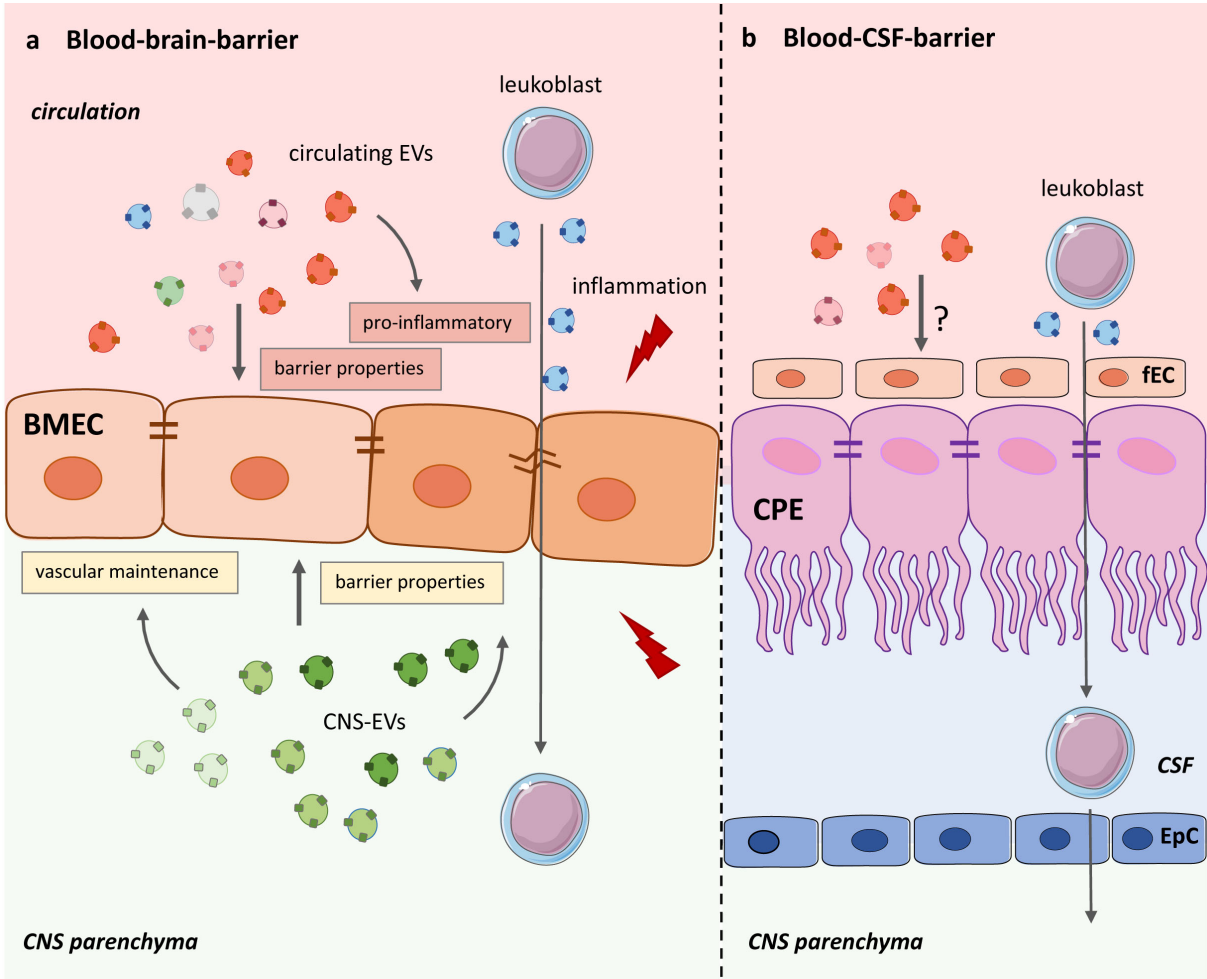 a Blood-brain-barrier
circulation
leukoblast
circulating EVs
inflammation
pro-inflammatory
barrier properties
BMEC
vascular maintenance
barrier properties
CNS-EVs
CNS parenchyma
b Blood-CSF-barrier
leukoblast
?
fEC
CPE
CSF
EpC
CNS parenchyma